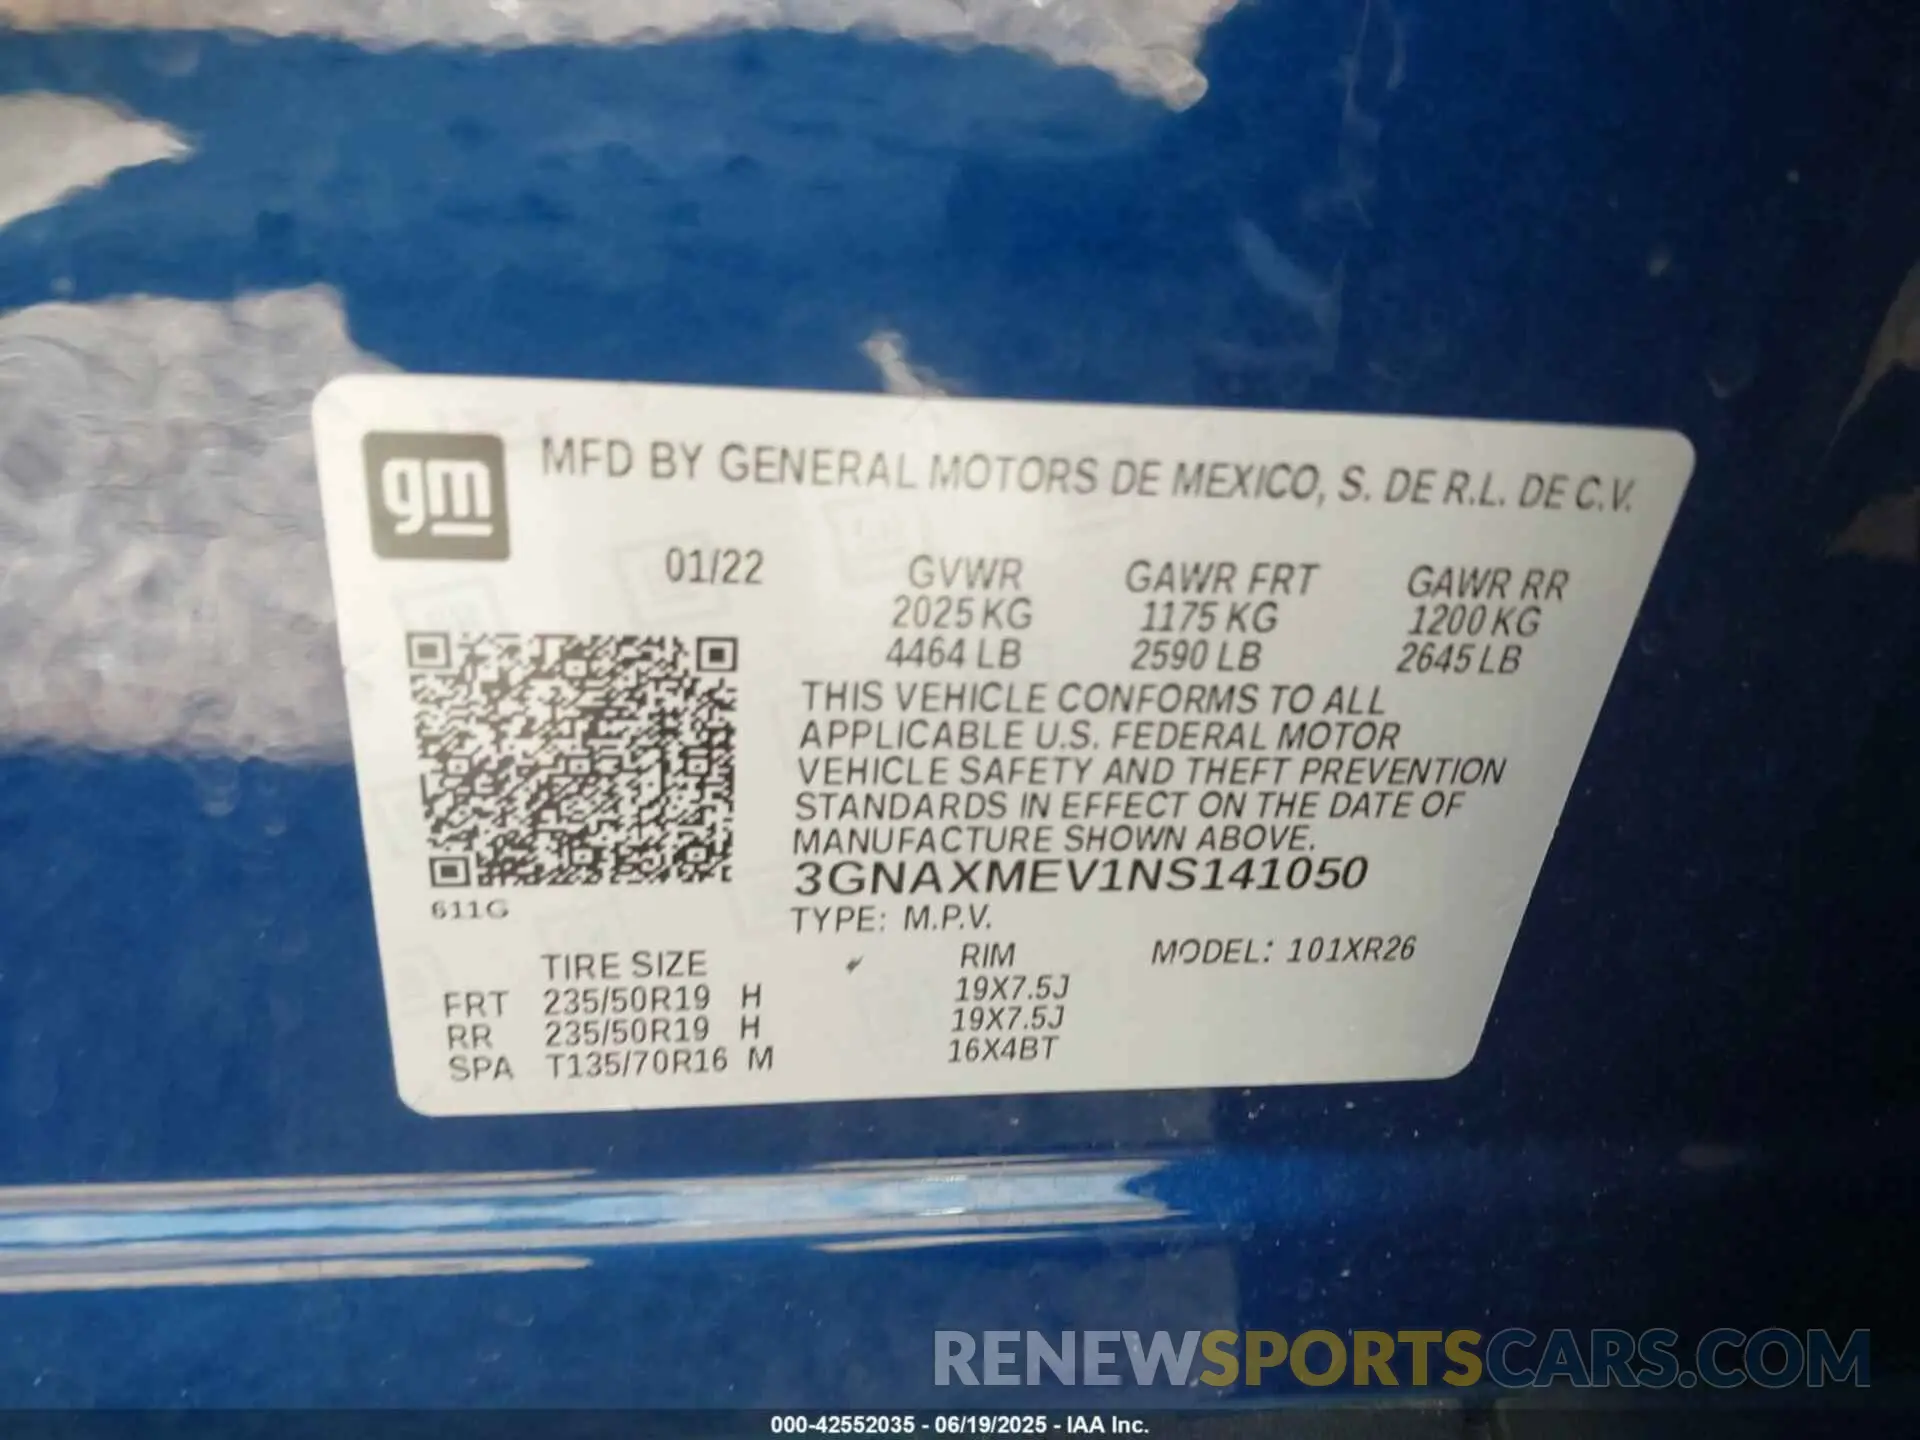 gm
MFD BY GENERAL MOTORS DE MEXICO, S. DE R.L. DE C.V.
01/22
GVWR GAWR FRT GAWR RR
2025 KG 1175 KG 1200 KG
4464 LB 2590 LB 2645 LB
THIS VEHICLE CONFORMS TO ALL
APPLICABLE U.S. FEDERAL MOTOR
VEHICLE SAFETY AND THEFT PREVENTION
STANDARDS IN EFFECT ON THE DATE OF
MANUFACTURE SHOWN ABOVE.
3GNAXMEV1NS141050
611G
TYPE: M.P.V.
TIRE SIZE RIM MODEL: 101XR26
FRT 235/50R19 H 19X7.5J
RR 235/50R19 H 19X7.5J
SPA T135/70R16 M 16X4BT
RENEWSPORTSCARS.COM
000-42552035 - 06/19/2025 - IAA Inc.